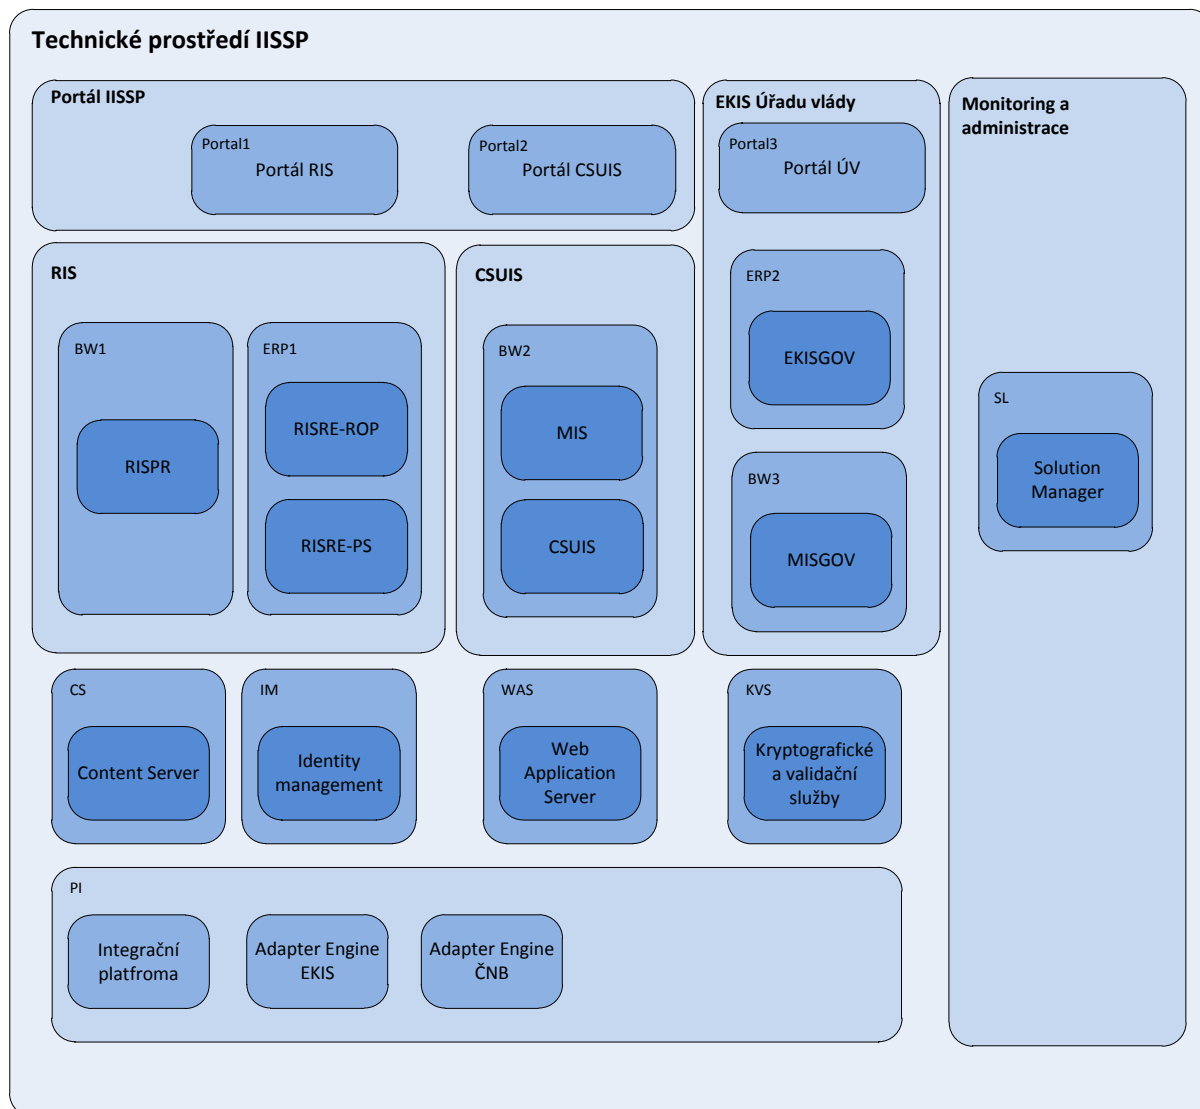 Technické prostředí IISSP
Portál IISSP
Portal1
Portál RIS
Portal2
Portál CSUIS
EKIS Úřadu vlády
Portal3
Portál ÚV
Monitoring a
administrace
RIS
BW1
RISPR
ERP1
RISRE-ROP
RISRE-PS
CSUIS
BW2
MIS
CSUIS
ERP2
EKISGOV
BW3
MISGOV
SL
Solution
Manager
CS
Content Server
IM
Identity
management
WAS
Web
Application
Server
KVS
Kryptografické
a validační
služby
PI
Integrační
platfroma
Adapter Engine
EKIS
Adapter Engine
ČNB